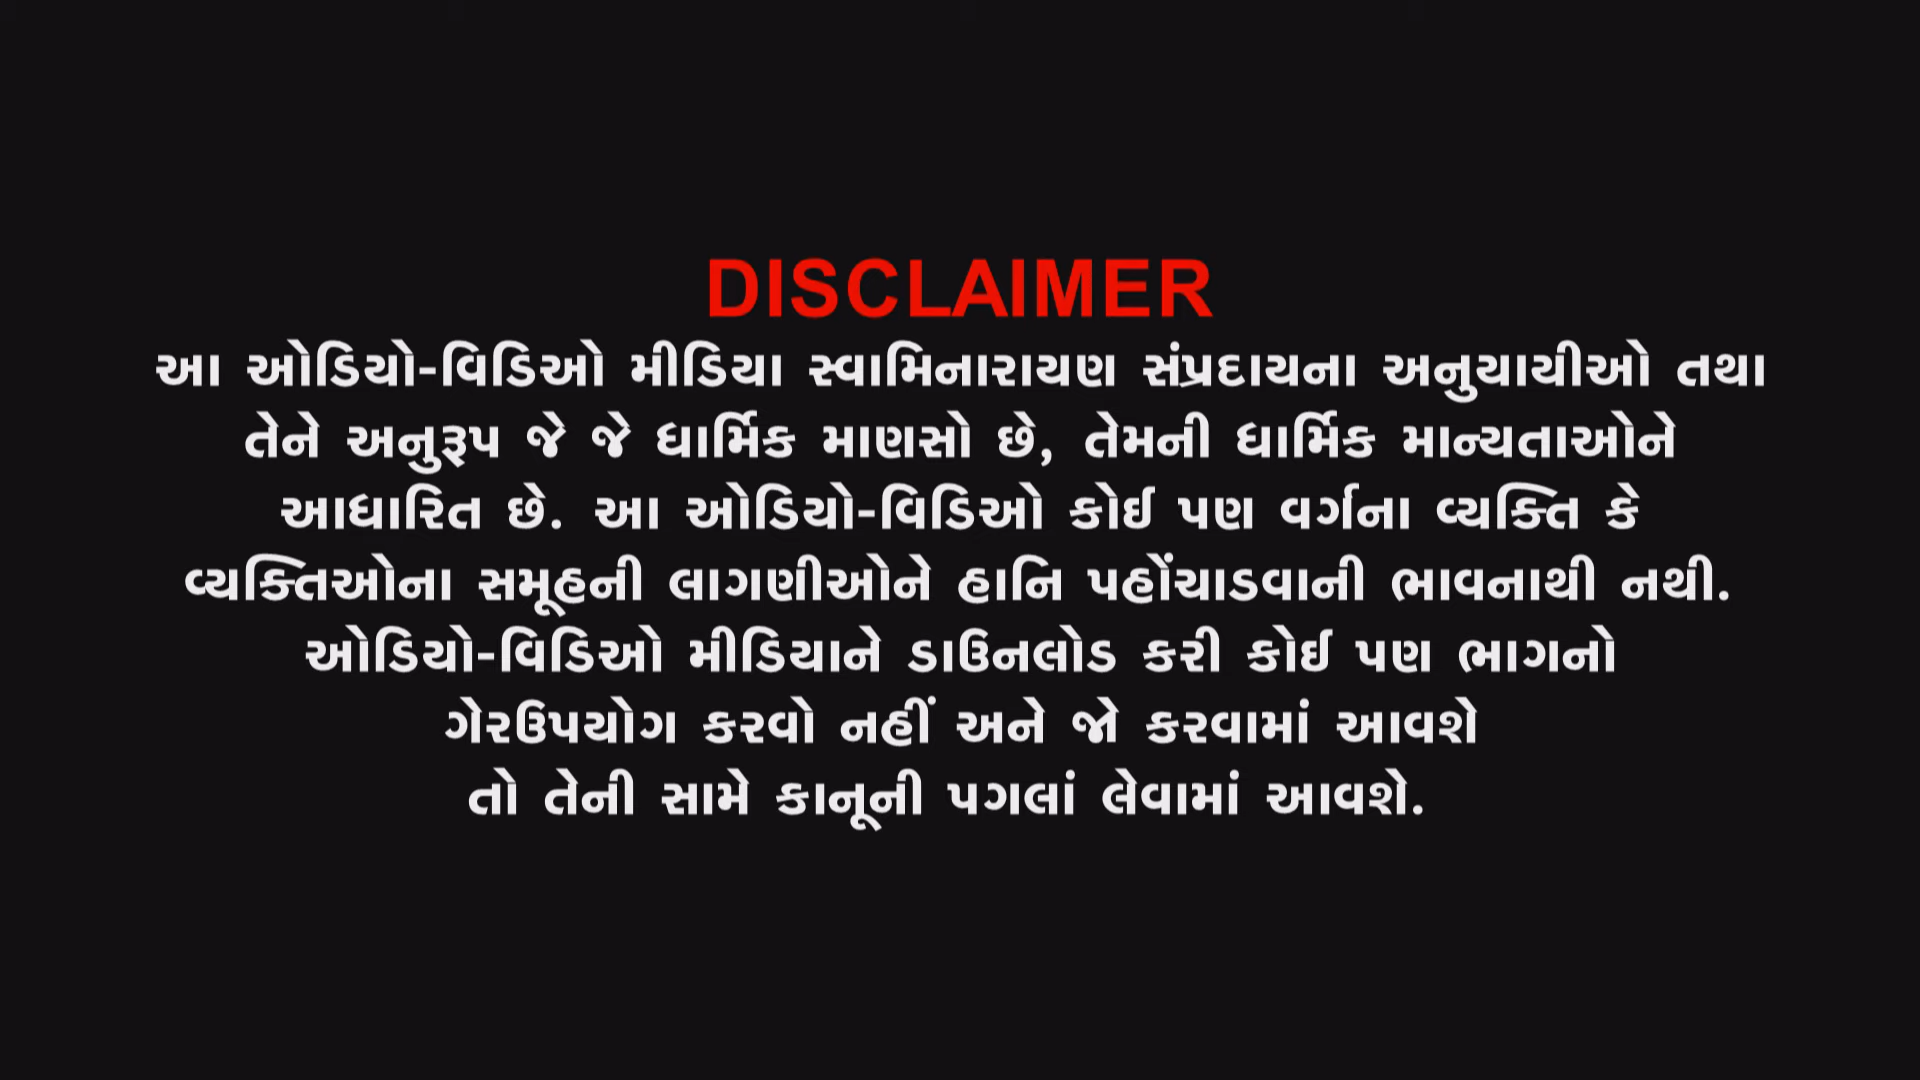 DISCLAIMER
આ ઓડિયો-વિડિઓ મીડિયા સ્વામિનારાયણ સંપ્રદાયના અનુયાયીઓ તથા
તેને અનુરૂપ જે જે ધાર્મિક માણસો છે, તેમની ધાર્મિક માન્યતાઓને
આધારિત છે. આ ઓડિયો-વિડિઓ કોઈ પણ વર્ગના વ્યક્તિ કે
વ્યક્તિઓના સમૂહની લાગણીઓને હાનિ પહોંચાડવાની ભાવનાથી નથી.
ઓડિયો-વિડિઓ મીડિયાને ડાઉનલોડ કરી કોઈ પણ ભાગનો
ગેરઉપયોગ કરવો નહીં અને જો કરવામાં આવશે
તો તેની સામે કાનૂની પગલાં લેવામાં આવશે.